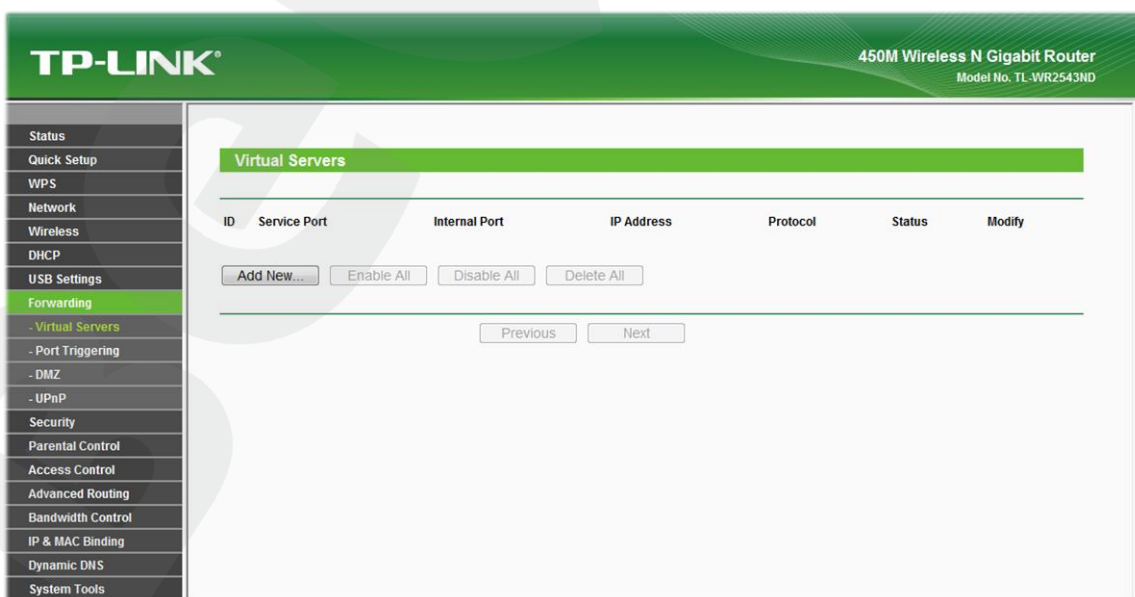 TP-LINK®
450M Wireless N Gigabit Router
Model No. TL-WR2543ND
Status
Quick Setup
WPS
Network
Wireless
DHCP
USB Settings
Forwarding
- Virtual Servers
- Port Triggering
- DMZ
- UPnP
Security
Parental Control
Access Control
Advanced Routing
Bandwidth Control
IP & MAC Binding
Dynamic DNS
System Tools
Virtual Servers
ID Service Port Internal Port IP Address Protocol Status Modify
Add New... Enable All Disable All Delete All
Previous Next